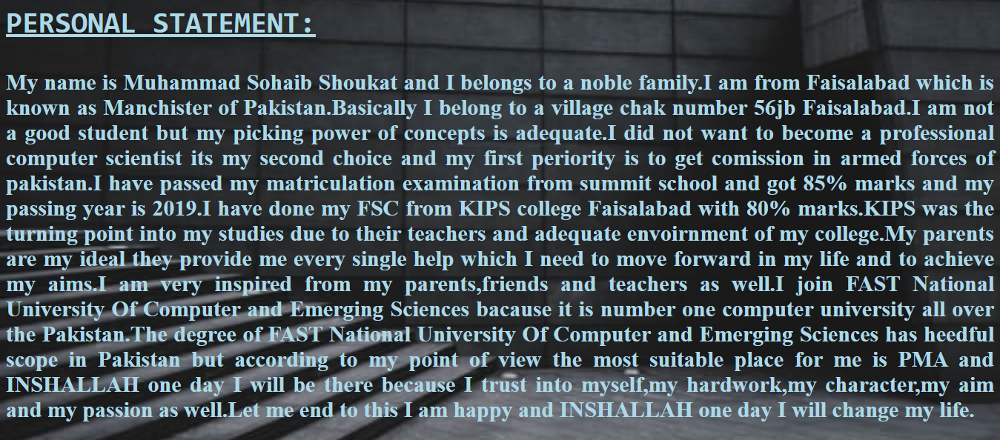 PERSONAL STATEMENT:
My name is Muhammad Sohaib Shoukat and I belongs to a noble family.I am from Faisalabad which is
known as Manchister of Pakistan.Basically I belong to a village chak number 56jb Faisalabad.I am not
a good student but my picking power of concepts is adequate.I did not want to become a professional
computer scientist its my second choice and my first periority is to get comission in armed forces of
pakistan.I have passed my matriculation examination from summit school and got 85% marks and my
passing year is 2019.I have done my FSC from KIPS college Faisalabad with 80% marks.KIPS was the
turning point into my studies due to their teachers and adequate envoirnment of my college.My parents
are my ideal they provide me every single help which I need to move forward in my life and to achieve
my aims.I am very inspired from my parents,friends and teachers as well.I join FAST National
University Of Computer and Emerging Sciences bacause it is number one computer university all over
the Pakistan.The degree of FAST National University Of Computer and Emerging Sciences has heedful
scope in Pakistan but according to my point of view the most suitable place for me is PMA and
INSHALLAH one day I will be there because I trust into myself,my hardwork,my character,my aim
and my passion as well.Let me end to this I am happy and INSHALLAH one day I will change my life.